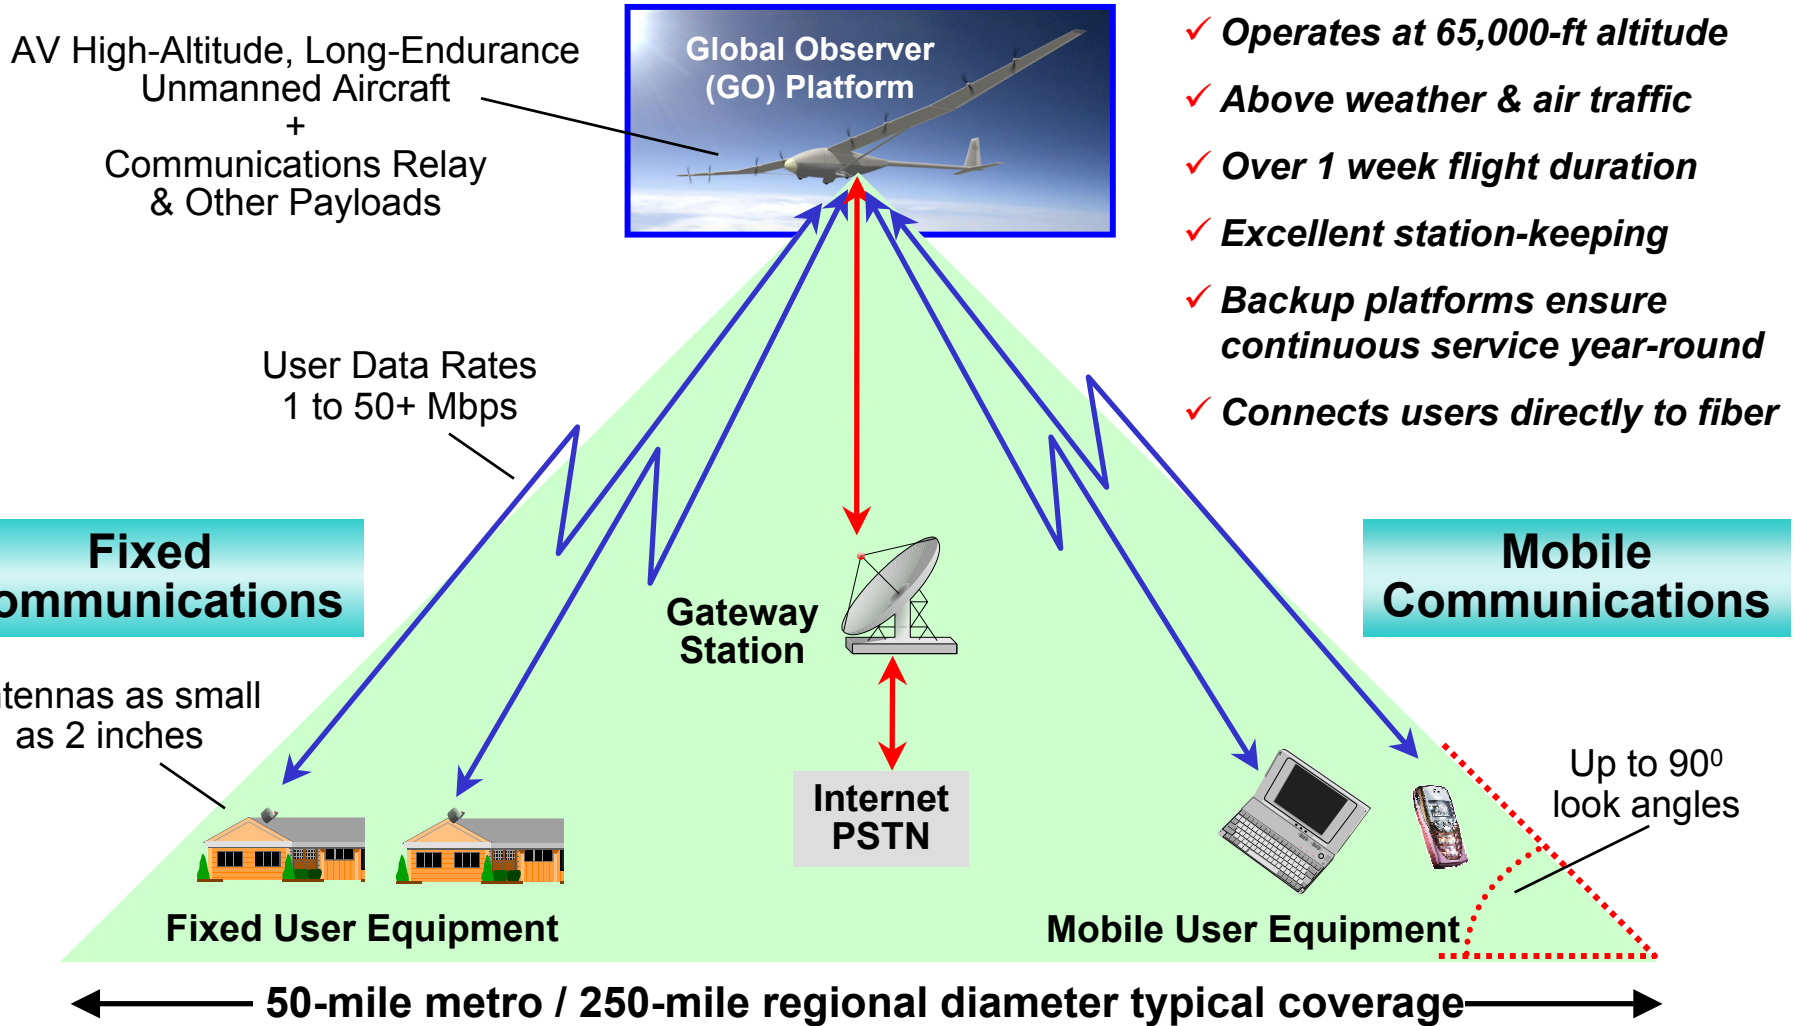 AV High-Altitude, Long-Endurance
Unmanned Aircraft
+
Communications Relay
& Other Payloads
Global Observer
(GO) Platform
✓ Operates at 65,000-ft altitude
✓ Above weather & air traffic
✓ Over 1 week flight duration
✓ Excellent station-keeping
✓ Backup platforms ensure
continuous service year-round
✓ Connects users directly to fiber
User Data Rates
1 to 50+ Mbps
Fixed
ommunications
Mobile
Communications
Gateway
Station
tennas as small
as 2 inches
Internet
PSTN
Up to 90⁰
look angles
Fixed User Equipment
Mobile User Equipment
50-mile metro / 250-mile regional diameter typical coverage